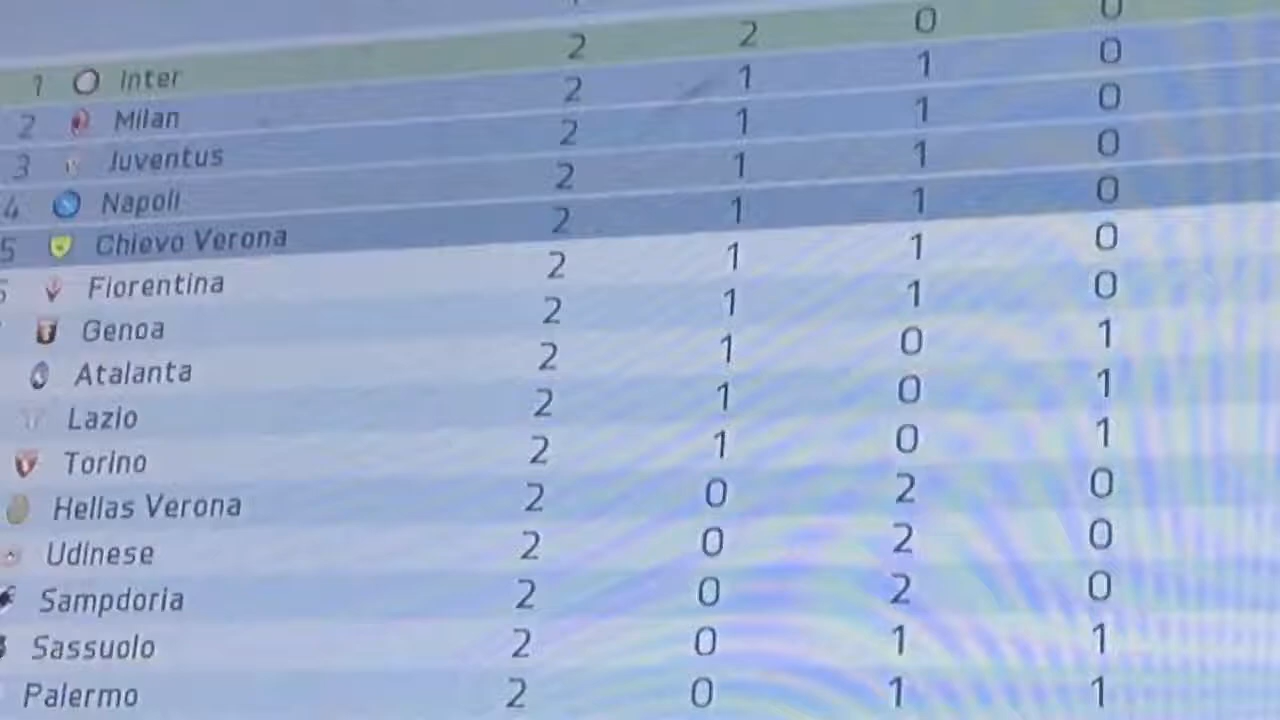 1 Inter 2 2 0 0
2 Milan 2 1 1 0
3 Juventus 2 1 1 0
4 Napoli 2 1 1 0
5 Chievo Verona 2 1 1 0
Fiorentina 2 1 1 0
Genoa 2 1 1 0
Atalanta 2 1 0 1
Lazio 2 1 0 1
Torino 2 1 0 1
Hellas Verona 2 0 2 0
Udinese 2 0 2 0
Sampdoria 2 0 2 0
Sassuolo 2 0 1 1
Palermo 2 0 1 1